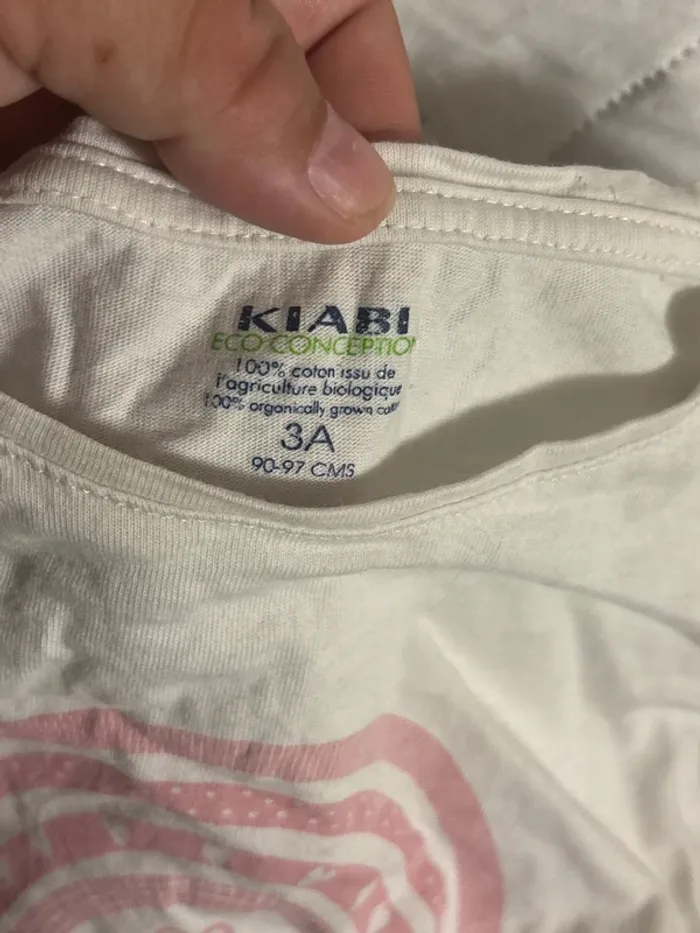 KIABI
ECO CONCEPTION
100% coton issu de
l'agriculture biologique
100% organically grown
3A
90-97 CMS